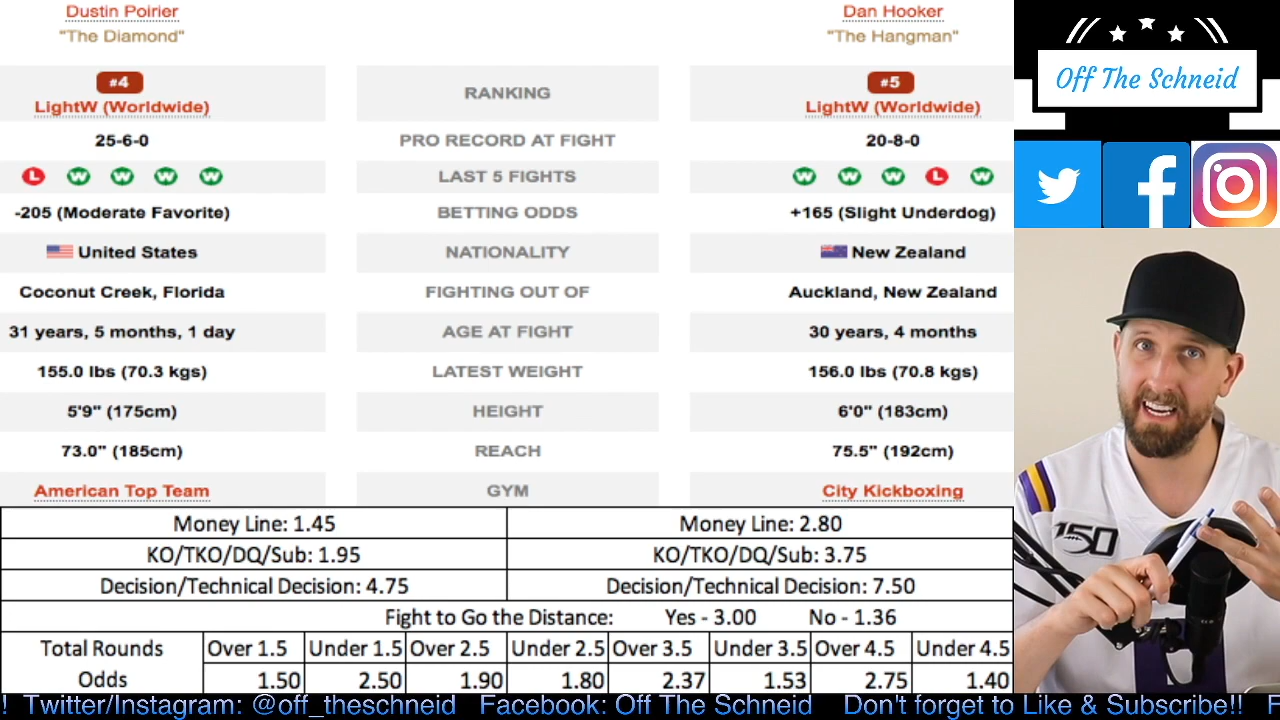 Dustin Poirier Dan Hooker
"The Diamond" "The Hangman"
#4 RANKING #5
LightW (Worldwide) LightW (Worldwide)
25-6-0 PRO RECORD AT FIGHT 20-8-0
L W W W W LAST 5 FIGHTS W W W L W
-205 (Moderate Favorite) BETTING ODDS +165 (Slight Underdog)
United States NATIONALITY New Zealand
Coconut Creek, Florida FIGHTING OUT OF Auckland, New Zealand
31 years, 5 months, 1 day AGE AT FIGHT 30 years, 4 months
155.0 lbs (70.3 kgs) LATEST WEIGHT 156.0 lbs (70.8 kgs)
5'9" (175cm) HEIGHT 6'0" (183cm)
73.0" (185cm) REACH 75.5" (192cm)
American Top Team GYM City Kickboxing
Money Line: 1.45 Money Line: 2.80
KO/TKO/DQ/Sub: 1.95 KO/TKO/DQ/Sub: 3.75
Decision/Technical Decision: 4.75 Decision/Technical Decision: 7.50
Fight to Go the Distance: Yes - 3.00 No - 1.36
Total Rounds Over 1.5 Under 1.5 Over 2.5 Under 2.5 Over 3.5 Under 3.5 Over 4.5 Under 4.5
Odds 1.50 2.50 1.90 1.80 2.37 1.53 2.75 1.40
Off The Schneid
150
! Twitter/Instagram: @off_theschneid Facebook: Off The Schneid Don't forget to Like & Subscribe!! F